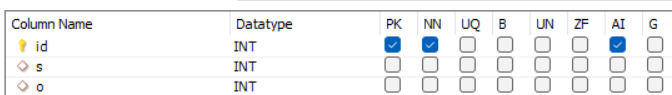 Column Name Datatype PK NN UQ B UN ZF AI G
id INT
s INT
o INT